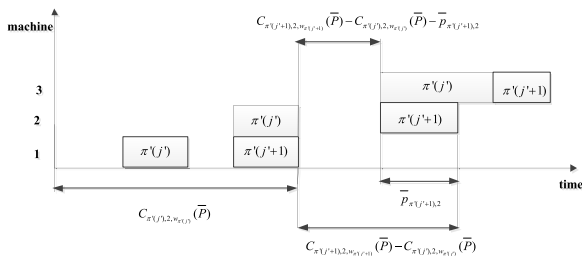 C_{π'(j'+1),2,w_{π'(j'+1)}}(P̅) − C_{π'(j'),2,w_{π'(j')}}(P̅) − p̅_{π'(j'+1),2}
machine
3
π'(j')
π'(j'+1)
2
π'(j')
π'(j'+1)
1
π'(j')
π'(j'+1)
time
C_{π'(j'),2,w_{π'(j')}}(P̅)
p̅_{π'(j'+1),2}
C_{π'(j'+1),2,w_{π'(j'+1)}}(P̅) − C_{π'(j'),2,w_{π'(j')}}(P̅)